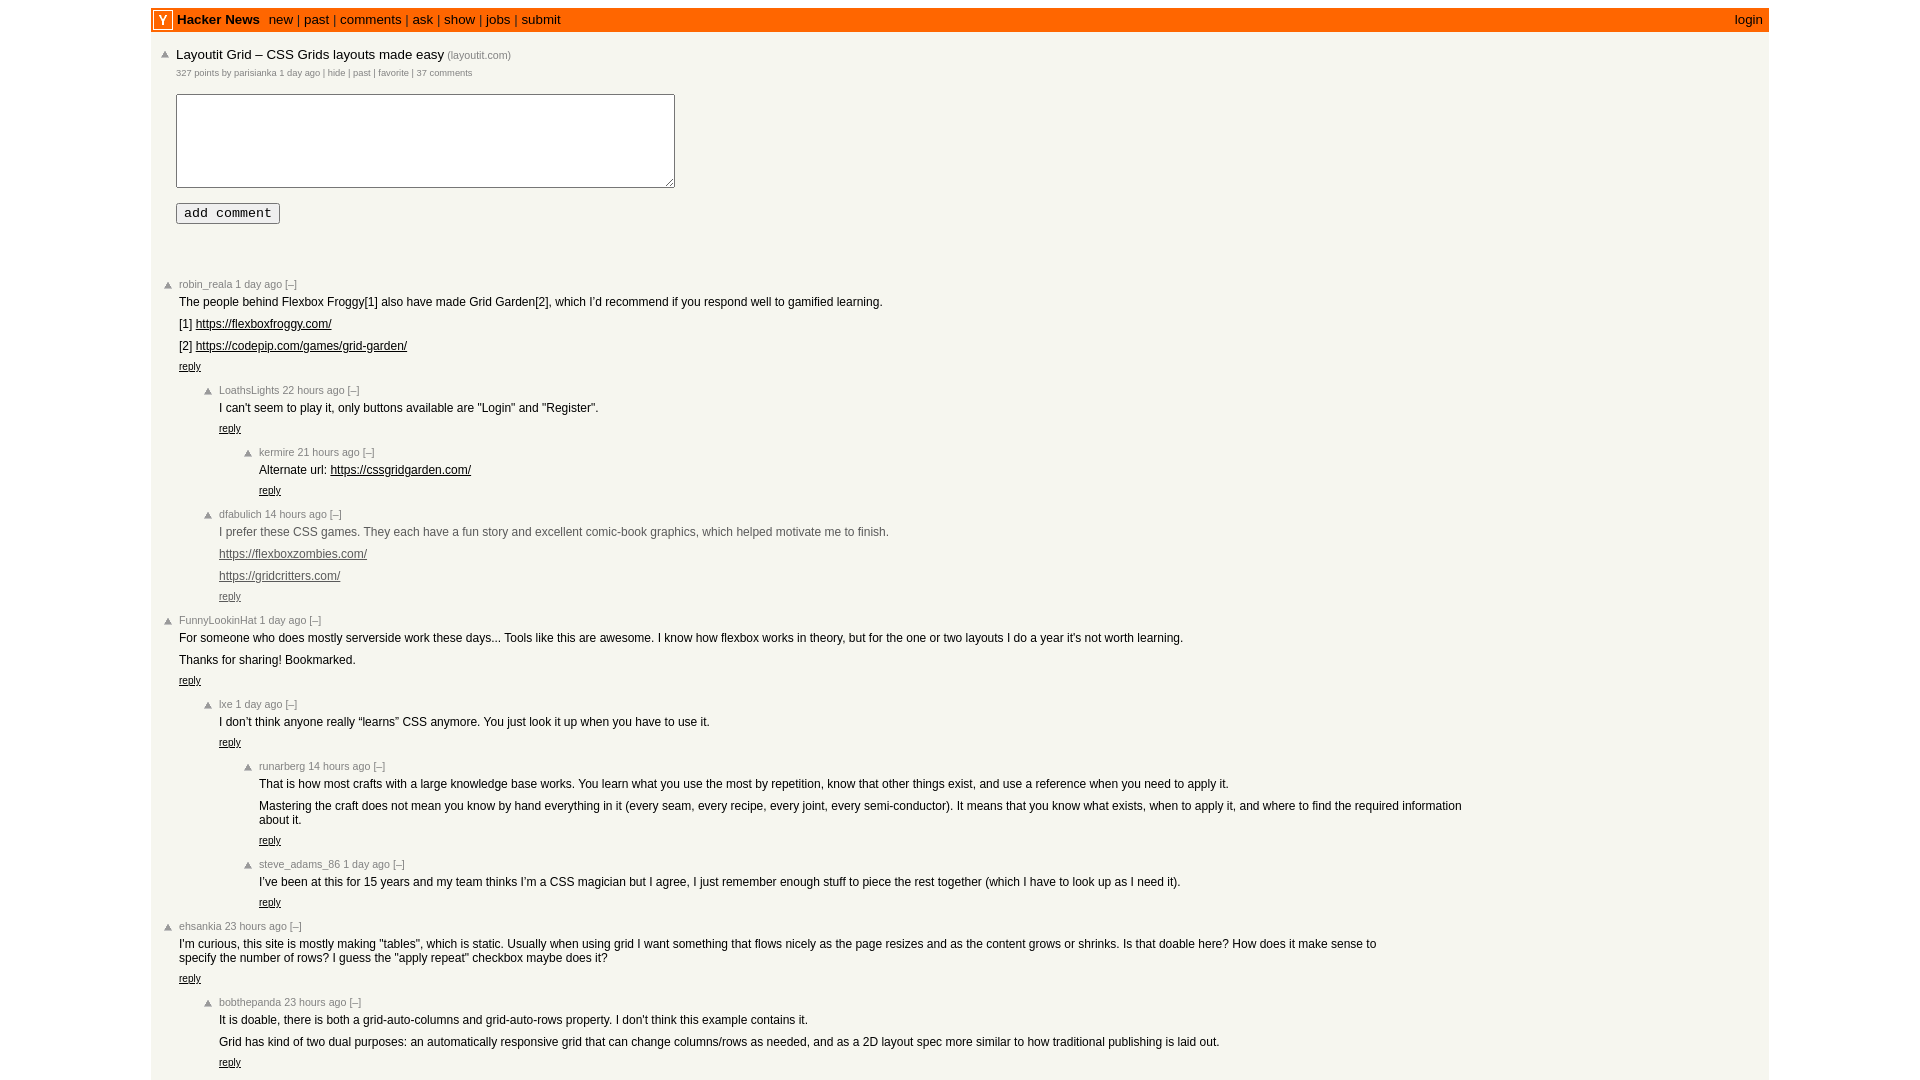 Y Hacker News new | past | comments | ask | show | jobs | submit login
Layoutit Grid – CSS Grids layouts made easy (layoutit.com)
327 points by parisianka 1 day ago | hide | past | favorite | 37 comments
add comment
robin_reala 1 day ago [–]
The people behind Flexbox Froggy[1] also have made Grid Garden[2], which I’d recommend if you respond well to gamified learning.
[1] https://flexboxfroggy.com/
[2] https://codepip.com/games/grid-garden/
reply
LoathsLights 22 hours ago [–]
I can't seem to play it, only buttons available are "Login" and "Register".
reply
kermire 21 hours ago [–]
Alternate url: https://cssgridgarden.com/
reply
dfabulich 14 hours ago [–]
I prefer these CSS games. They each have a fun story and excellent comic-book graphics, which helped motivate me to finish.
https://flexboxzombies.com/
https://gridcritters.com/
reply
FunnyLookinHat 1 day ago [–]
For someone who does mostly serverside work these days... Tools like this are awesome. I know how flexbox works in theory, but for the one or two layouts I do a year it's not worth learning.
Thanks for sharing! Bookmarked.
reply
lxe 1 day ago [–]
I don’t think anyone really “learns” CSS anymore. You just look it up when you have to use it.
reply
runarberg 14 hours ago [–]
That is how most crafts with a large knowledge base works. You learn what you use the most by repetition, know that other things exist, and use a reference when you need to apply it.
Mastering the craft does not mean you know by hand everything in it (every seam, every recipe, every joint, every semi-conductor). It means that you know what exists, when to apply it, and where to find the required information
about it.
reply
steve_adams_86 1 day ago [–]
I’ve been at this for 15 years and my team thinks I’m a CSS magician but I agree, I just remember enough stuff to piece the rest together (which I have to look up as I need it).
reply
ehsankia 23 hours ago [–]
I'm curious, this site is mostly making "tables", which is static. Usually when using grid I want something that flows nicely as the page resizes and as the content grows or shrinks. Is that doable here? How does it make sense to
specify the number of rows? I guess the "apply repeat" checkbox maybe does it?
reply
bobthepanda 23 hours ago [–]
It is doable, there is both a grid-auto-columns and grid-auto-rows property. I don't think this example contains it.
Grid has kind of two dual purposes: an automatically responsive grid that can change columns/rows as needed, and as a 2D layout spec more similar to how traditional publishing is laid out.
reply